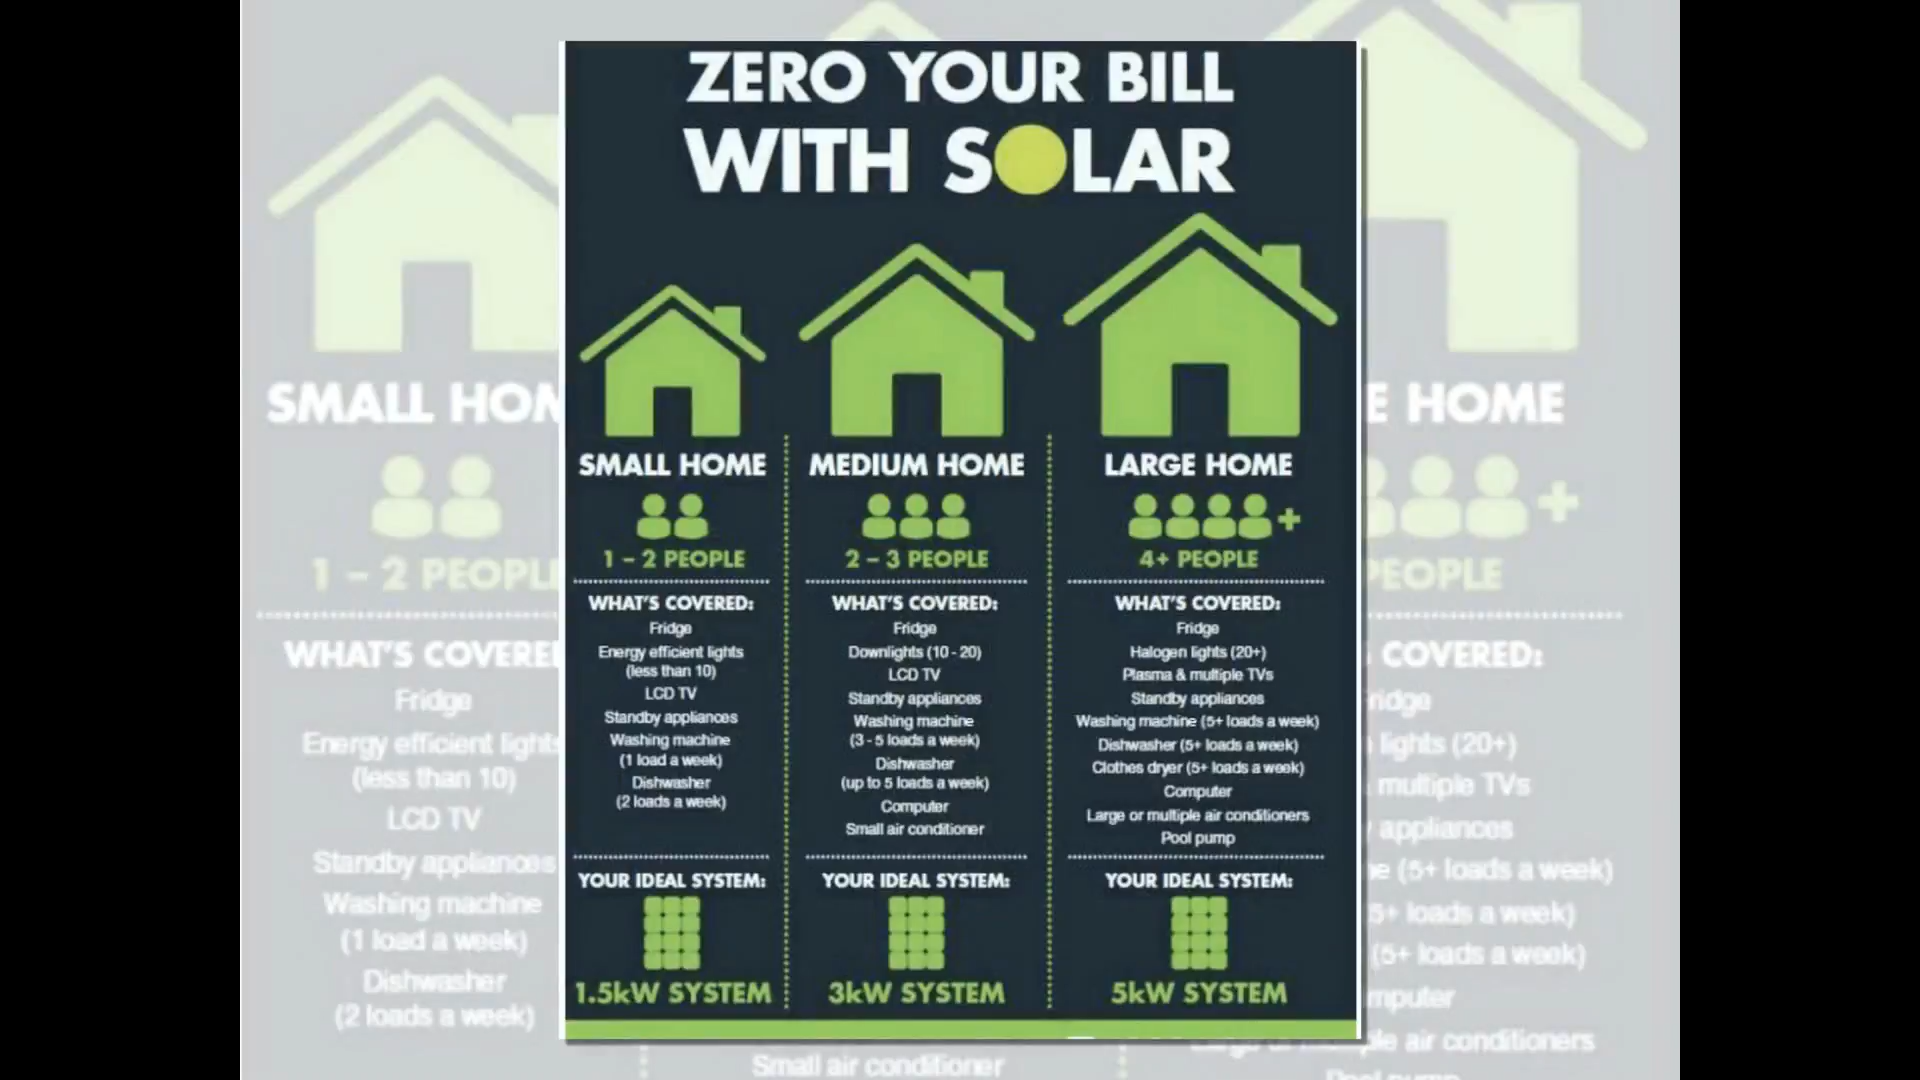 ZERO YOUR BILL
WITH SOLAR
SMALL HOME
1 – 2 PEOPLE
WHAT'S COVERED:
Fridge
Energy efficient lights
(less than 10)
LCD TV
Standby appliances
Washing machine
(1 load a week)
Dishwasher
(2 loads a week)
YOUR IDEAL SYSTEM:
1.5kW SYSTEM
MEDIUM HOME
2 – 3 PEOPLE
WHAT'S COVERED:
Fridge
Downlights (10 - 20)
LCD TV
Standby appliances
Washing machine
(3 - 5 loads a week)
Dishwasher
(up to 5 loads a week)
Computer
Small air conditioner
YOUR IDEAL SYSTEM:
3kW SYSTEM
LARGE HOME
+
4+ PEOPLE
WHAT'S COVERED:
Fridge
Halogen lights (20+)
Plasma & multiple TVs
Standby appliances
Washing machine (5+ loads a week)
Dishwasher (5+ loads a week)
Clothes dryer (5+ loads a week)
Computer
Large or multiple air conditioners
Pool pump
YOUR IDEAL SYSTEM:
5kW SYSTEM